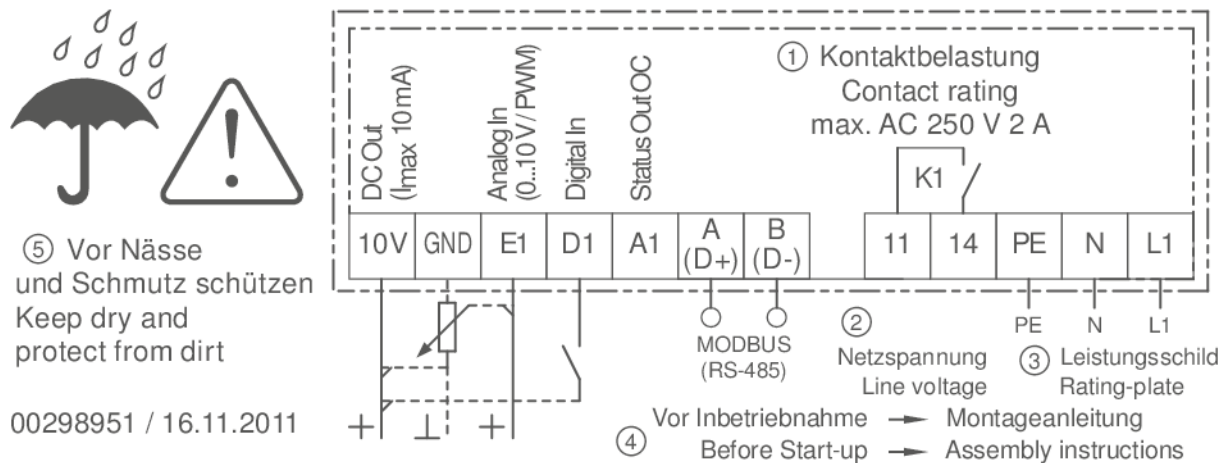 DC Out
(Imax 10 mA)
Analog In
(0...10 V / PWM)
Digital In
Status Out OC
① Kontaktbelastung
Contact rating
max. AC 250 V 2 A
K1
10V GND E1 D1 A1 A (D+) B (D-) 11 14 PE N L1
MODBUS
(RS-485)
PE N L1
②
Netzspannung
Line voltage
③ Leistungsschild
Rating-plate
④ Vor Inbetriebnahme → Montageanleitung
Before Start-up → Assembly instructions
⑤ Vor Nässe
und Schmutz schützen
Keep dry and
protect from dirt
00298951 / 16.11.2011
+ ⊥ +